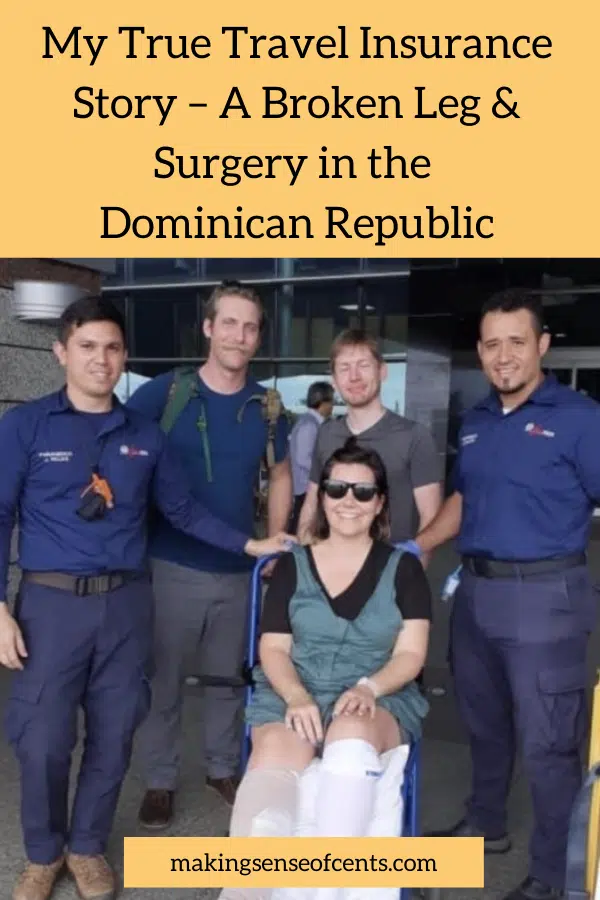 My True Travel Insurance
Story – A Broken Leg &
Surgery in the
Dominican Republic
makingsenseofcents.com